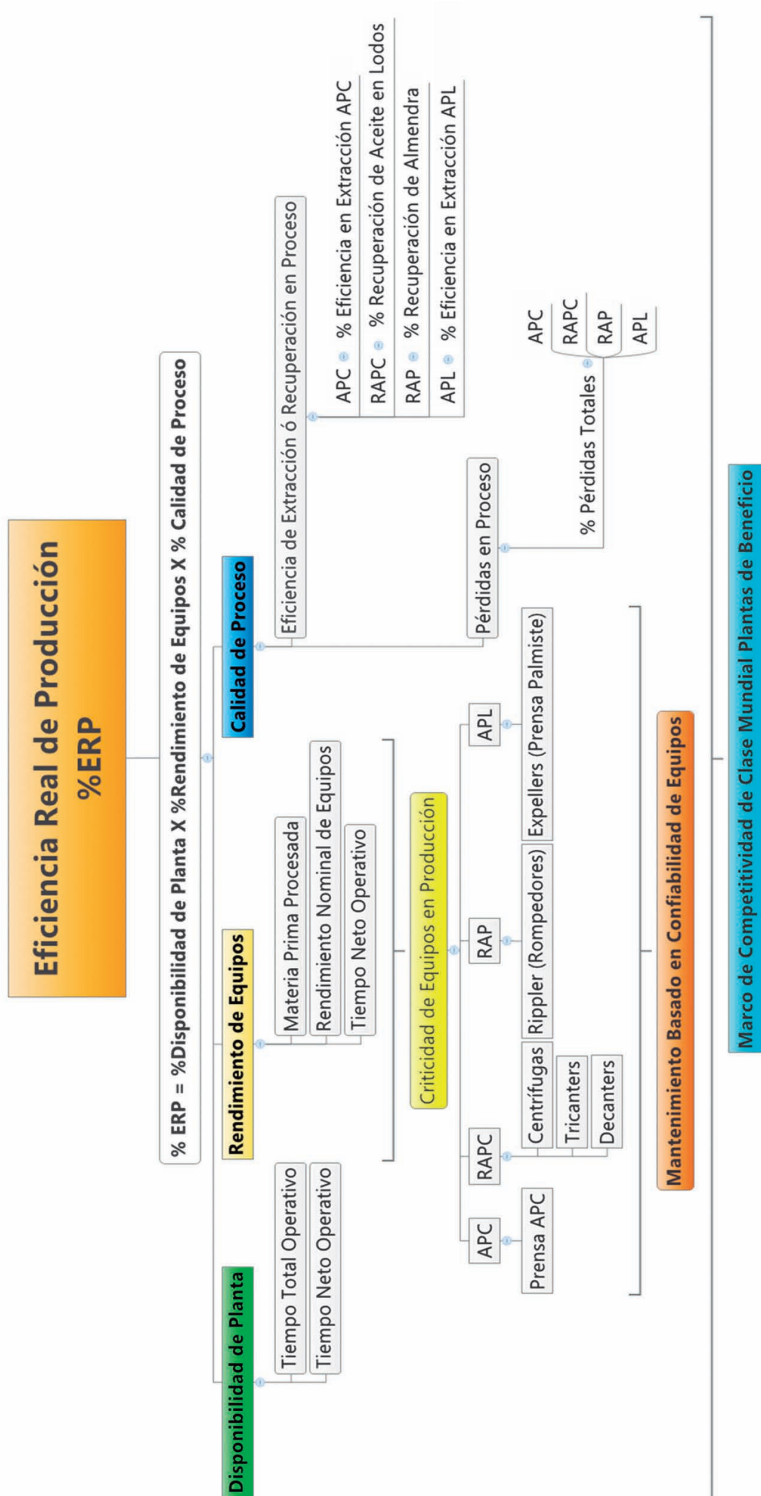 Eficiencia Real de Producción
%ERP
% ERP = %Disponibilidad de Planta X %Rendimiento de Equipos X % Calidad de Proceso
Disponibilidad de Planta
Tiempo Total Operativo
Tiempo Neto Operativo
Rendimiento de Equipos
Materia Prima Procesada
Rendimiento Nominal de Equipos
Tiempo Neto Operativo
Calidad de Proceso
Eficiencia de Extracción ó Recuperación en Proceso
APC % Eficiencia en Extracción APC
RAPC % Recuperación de Aceite en Lodos
RAP % Recuperación de Almendra
APL % Eficiencia en Extracción APL
Pérdidas en Proceso
% Pérdidas Totales
APC
RAPC
RAP
APL
Criticidad de Equipos en Producción
APC
Prensa APC
RAPC
Centrífugas
Tricanters
Decanters
RAP
Rippler (Rompedores)
APL
Expellers (Prensa Palmiste)
Mantenimiento Basado en Confiabilidad de Equipos
Marco de Competitividad de Clase Mundial Plantas de Beneficio